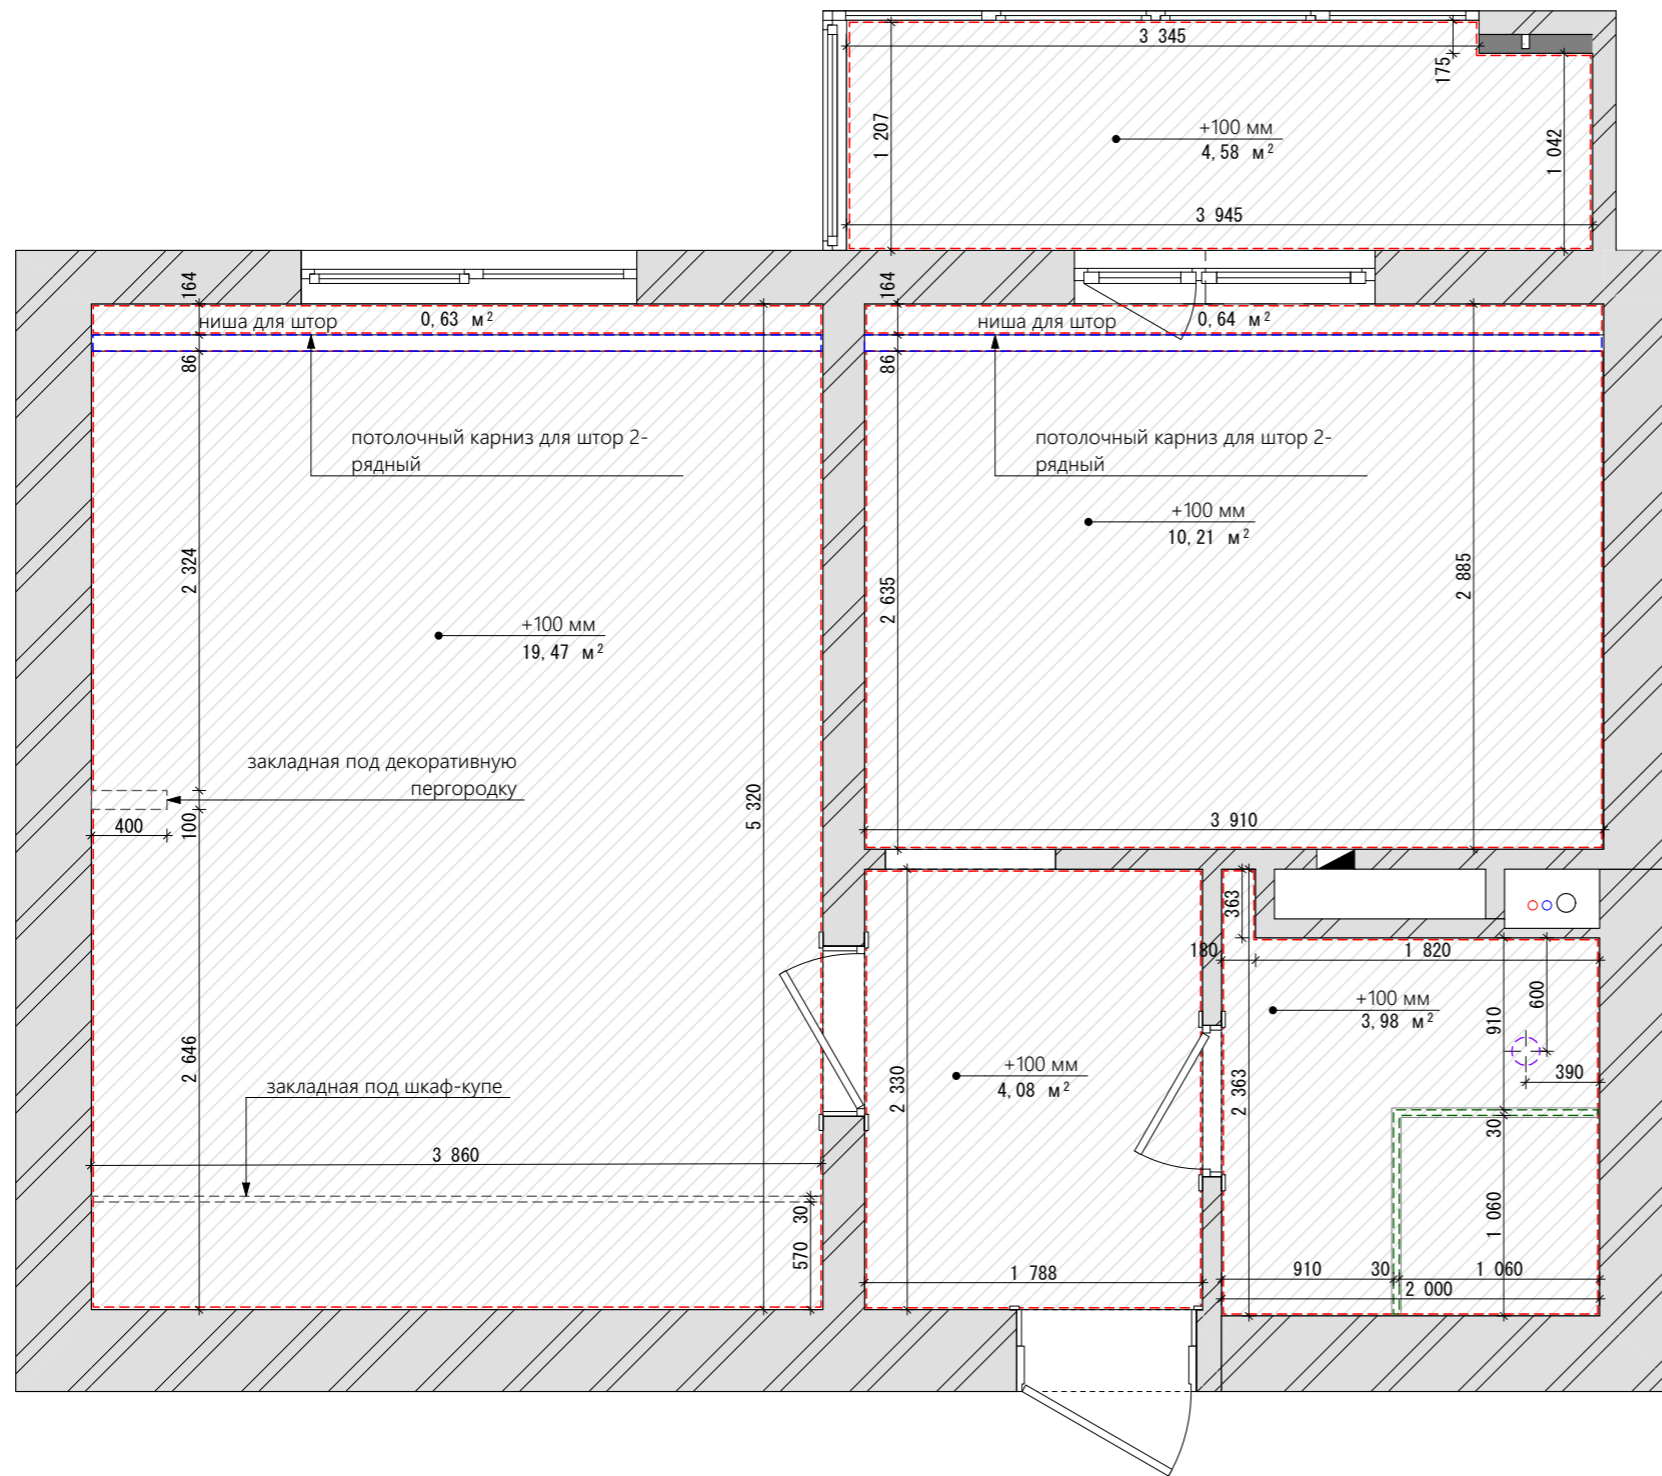 3 345
175
1 207
+100 мм
4,58 м²
1 042
3 945
164
ниша для штор
0,63 м²
86
164
ниша для штор
0,64 м²
86
потолочный карниз для штор 2-
рядный
потолочный карниз для штор 2-
рядный
+100 мм
10,21 м²
2 324
2 635
2 885
+100 мм
19,47 м²
закладная под декоративную
пергородку
400
100
5 320
3 910
363
180
1 820
+100 мм
3,98 м²
910
600
390
2 646
закладная под шкаф-купе
+100 мм
4,08 м²
2 330
2 363
30
3 860
30
570
1 060
1 788
910
30
1 060
2 000